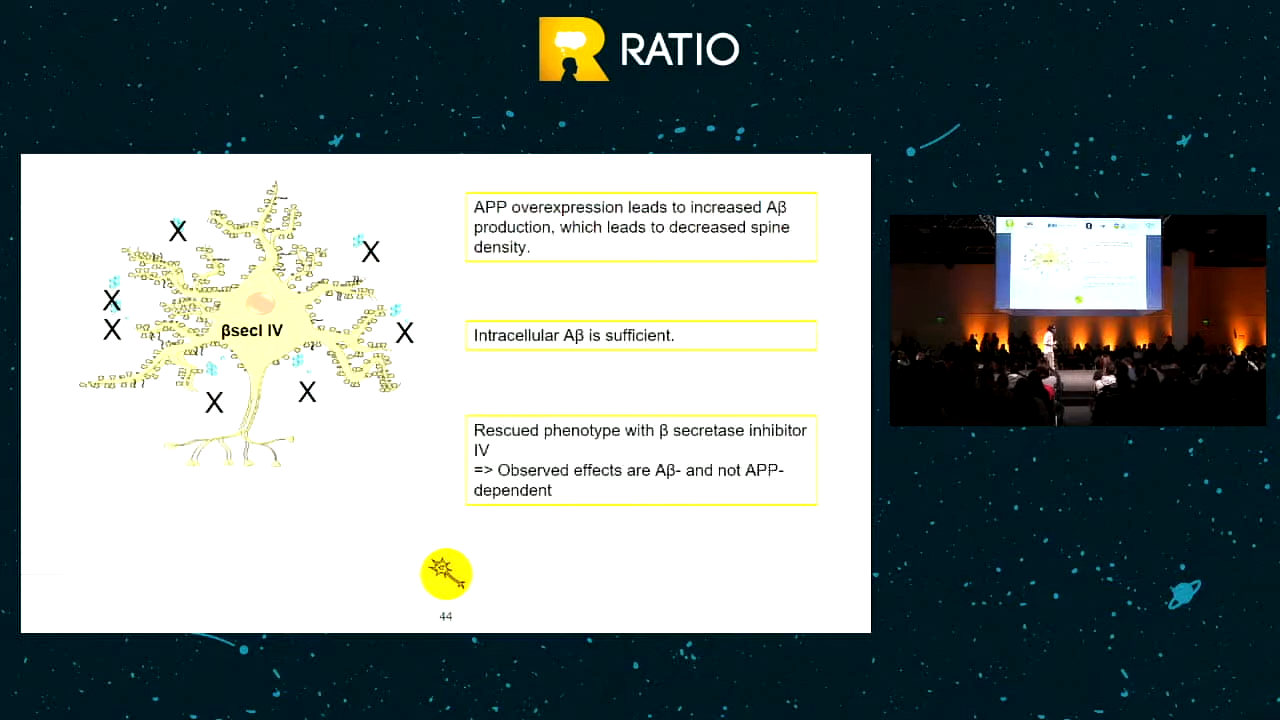 RATIO
βsecI IV
X
X
X
X
X
X
X
APP overexpression leads to increased Aβ
production, which leads to decreased spine
density.
Intracellular Aβ is sufficient.
Rescued phenotype with β secretase inhibitor
IV
=> Observed effects are Aβ- and not APP-
dependent
44